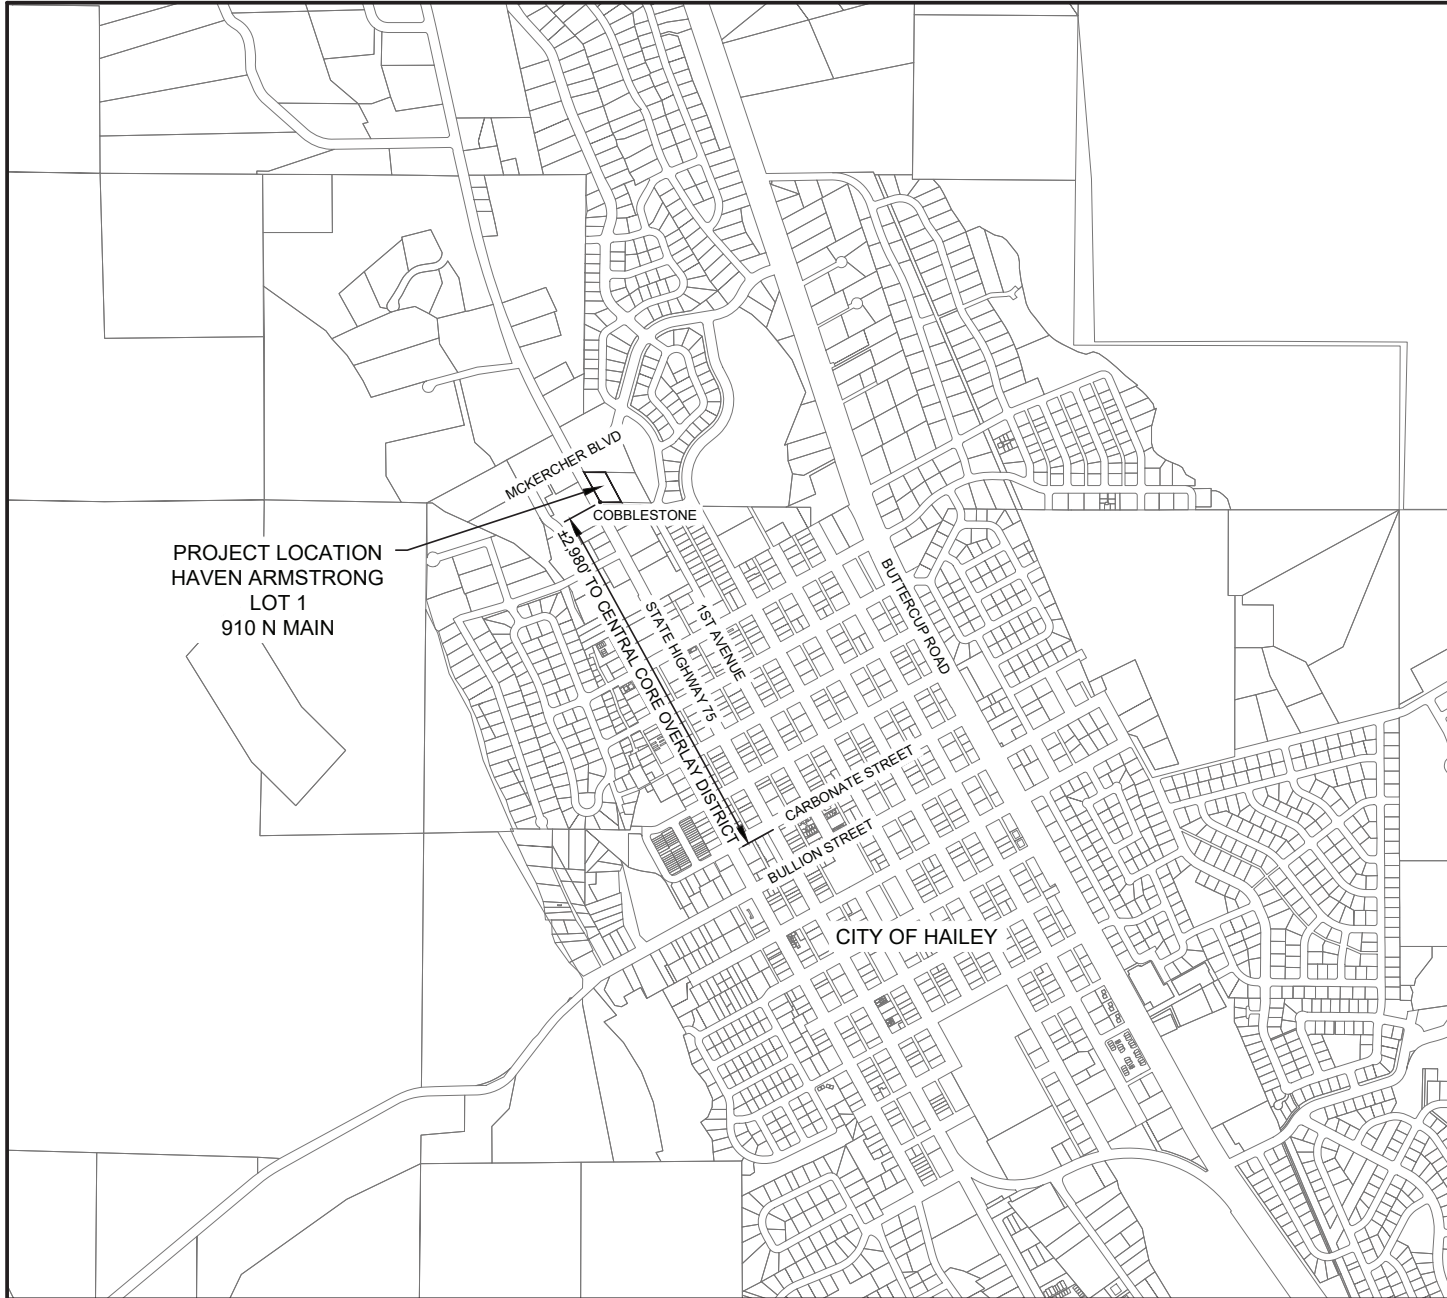 MCKERCHER BLVD
COBBLESTONE
PROJECT LOCATION
HAVEN ARMSTRONG
LOT 1
910 N MAIN
±2,980' TO CENTRAL CORE OVERLAY DISTRICT
STATE HIGHWAY 75
1ST AVENUE
BUTTERCUP ROAD
CARBONATE STREET
BULLION STREET
CITY OF HAILEY